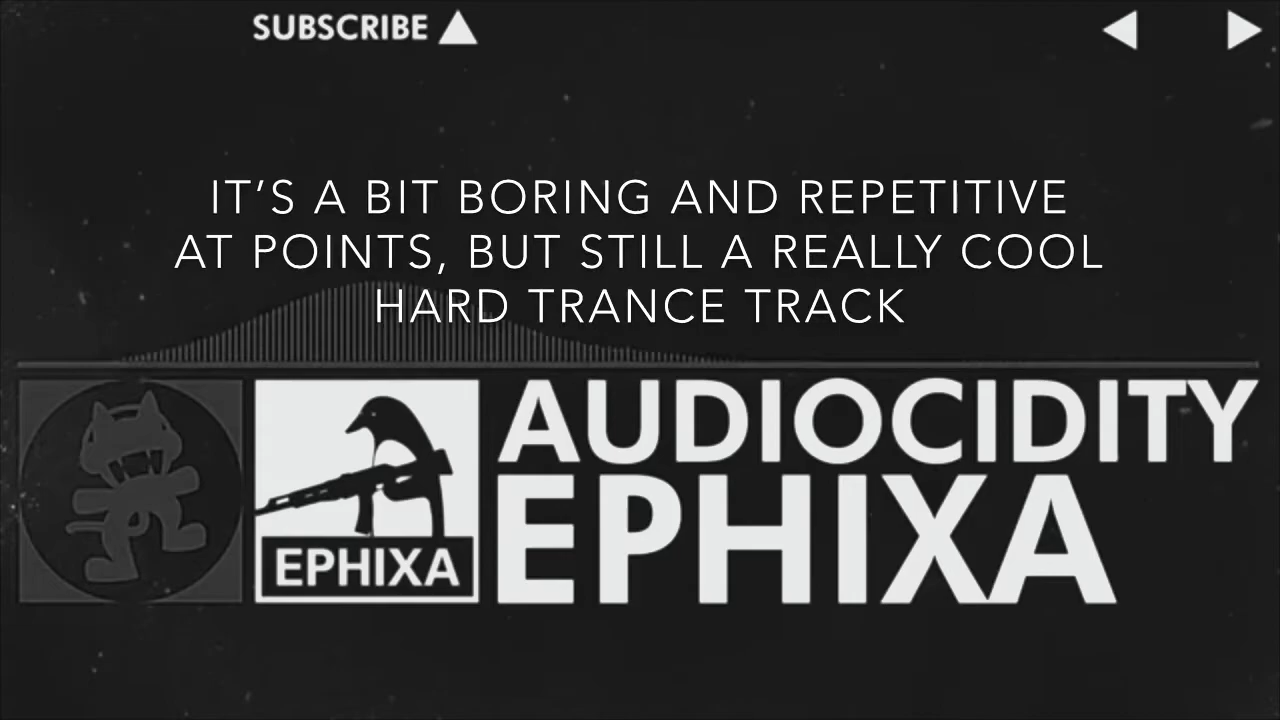 SUBSCRIBE
IT’S A BIT BORING AND REPETITIVE
AT POINTS, BUT STILL A REALLY COOL
HARD TRANCE TRACK
AUDIOCIDITY
EPHIXA
EPHIXA